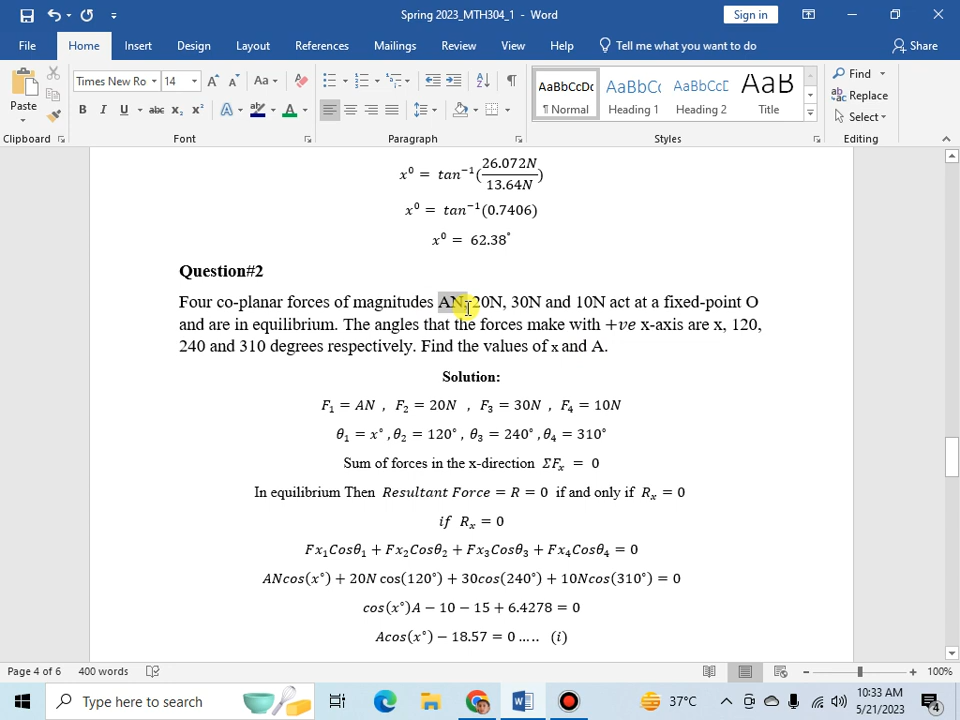 Spring 2023_MTH304_1 - Word
Sign in
File Home Insert Design Layout References Mailings Review View Help Tell me what you want to do Share
Paste
Times New Ro 14
Aa
B I U abc x₂ x²
AaBbCcDc AaBbCc AaBbCcE AaB
¶ Normal Heading 1 Heading 2 Title
Find
Replace
Select
Clipboard Font Paragraph Styles Editing
x⁰ = tan⁻¹(26.072N/13.64N)
x⁰ = tan⁻¹(0.7406)
x⁰ = 62.38°
Question#2
Four co-planar forces of magnitudes AN, 20N, 30N and 10N act at a fixed-point O
and are in equilibrium. The angles that the forces make with +ve x-axis are x, 120,
240 and 310 degrees respectively. Find the values of x and A.
Solution:
F₁ = AN , F₂ = 20N , F₃ = 30N , F₄ = 10N
θ₁ = x° ,θ₂ = 120° , θ₃ = 240° ,θ₄ = 310°
Sum of forces in the x-direction ΣFₓ = 0
In equilibrium Then Resultant Force = R = 0 if and only if Rₓ = 0
if Rₓ = 0
Fx₁Cosθ₁ + Fx₂Cosθ₂ + Fx₃Cosθ₃ + Fx₄Cosθ₄ = 0
ANcos(x°) + 20N cos(120°) + 30cos(240°) + 10Ncos(310°) = 0
cos(x°)A − 10 − 15 + 6.4278 = 0
Acos(x°) − 18.57 = 0 ..... (i)
Page 4 of 6 400 words 100%
Type here to search
37°C
10:33 AM
5/21/2023
4